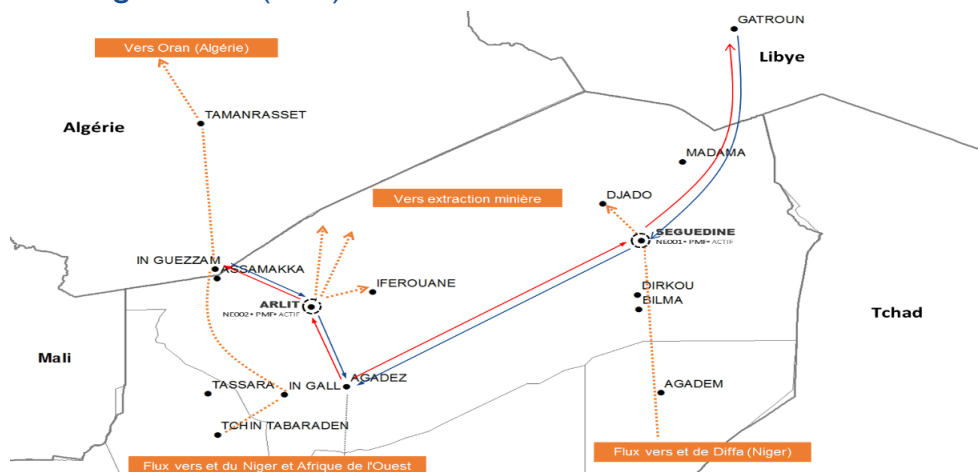 GATROUN
Vers Oran (Algérie)
Libye
TAMANRASSET
Algérie
MADAMA
Vers extraction minière
DJADO
SEGUEDINE
NE001• PMF• ACTIF
IN GUEZZAM
ASSAMAKKA
IFEROUANE
ARLIT
NE002• PMF• ACTIF
DIRKOU
BILMA
Tchad
Mali
TASSARA
IN GALL
AGADEZ
AGADEM
TCHIN TABARADEN
Flux vers et de Diffa (Niger)
Flux vers et du Niger et Afrique de l'Ouest